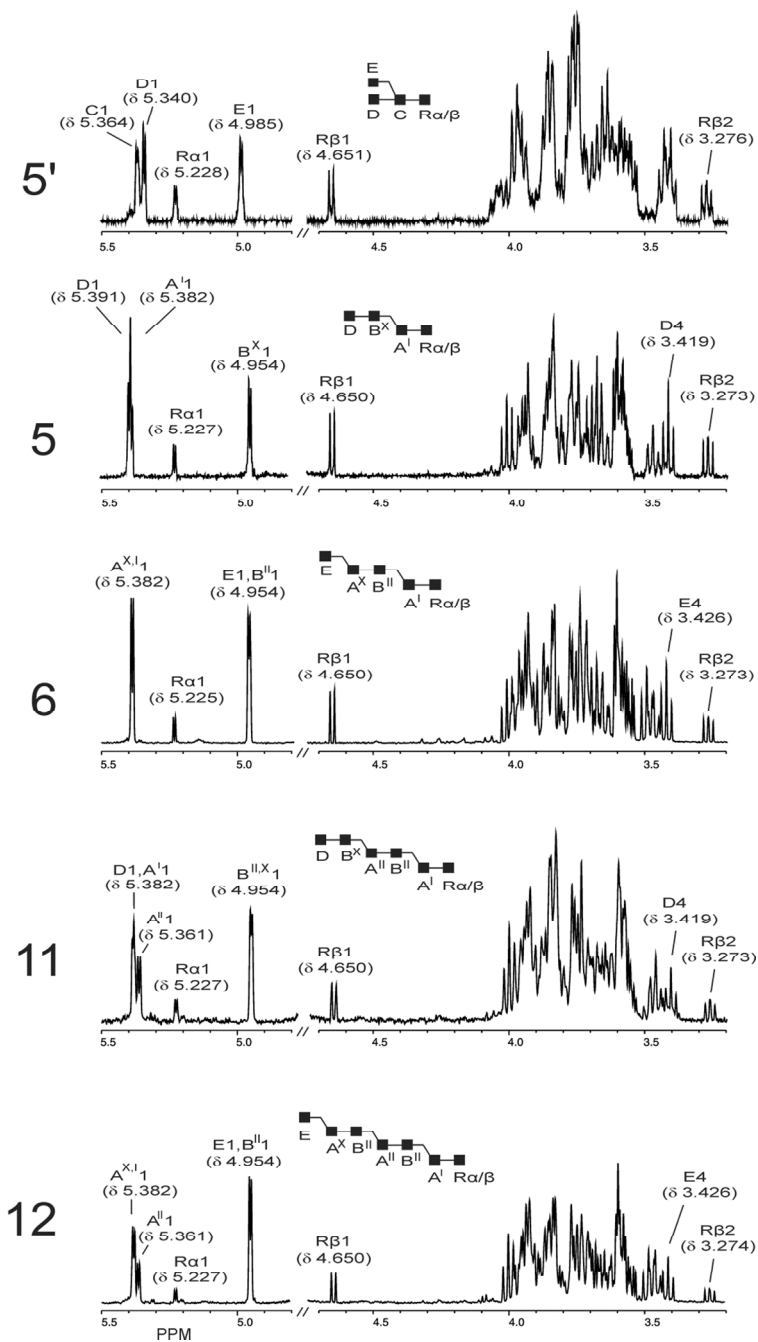 5'
D1
C1 (δ 5.340)
(δ 5.364)
E1
(δ 4.985)
Rα1
(δ 5.228)
E
D C Rα/β
Rβ1
(δ 4.651)
Rβ2
(δ 3.276)
5.5 5.0 // 4.5 4.0 3.5
5
D1 A^I1
(δ 5.391) (δ 5.382)
B^X1
(δ 4.954)
Rα1
(δ 5.227)
D B^X
A^I Rα/β
Rβ1
(δ 4.650)
D4
(δ 3.419)
Rβ2
(δ 3.273)
5.5 5.0 // 4.5 4.0 3.5
6
A^X,I1
(δ 5.382)
E1,B^II1
(δ 4.954)
Rα1
(δ 5.225)
E
A^X B^II
A^I Rα/β
Rβ1
(δ 4.650)
E4
(δ 3.426)
Rβ2
(δ 3.273)
5.5 5.0 // 4.5 4.0 3.5
11
D1,A^I1
(δ 5.382)
A^II1
(δ 5.361)
B^II,X1
(δ 4.954)
Rα1
(δ 5.227)
D B^X
A^II B^II
A^I Rα/β
Rβ1
(δ 4.650)
D4
(δ 3.419)
Rβ2
(δ 3.273)
5.5 5.0 // 4.5 4.0 3.5
12
A^X,I1
(δ 5.382)
A^II1
(δ 5.361)
E1,B^II1
(δ 4.954)
Rα1
(δ 5.227)
E
A^X B^II
A^II B^II
A^I Rα/β
Rβ1
(δ 4.650)
E4
(δ 3.426)
Rβ2
(δ 3.274)
5.5 5.0 // 4.5 4.0 3.5
PPM